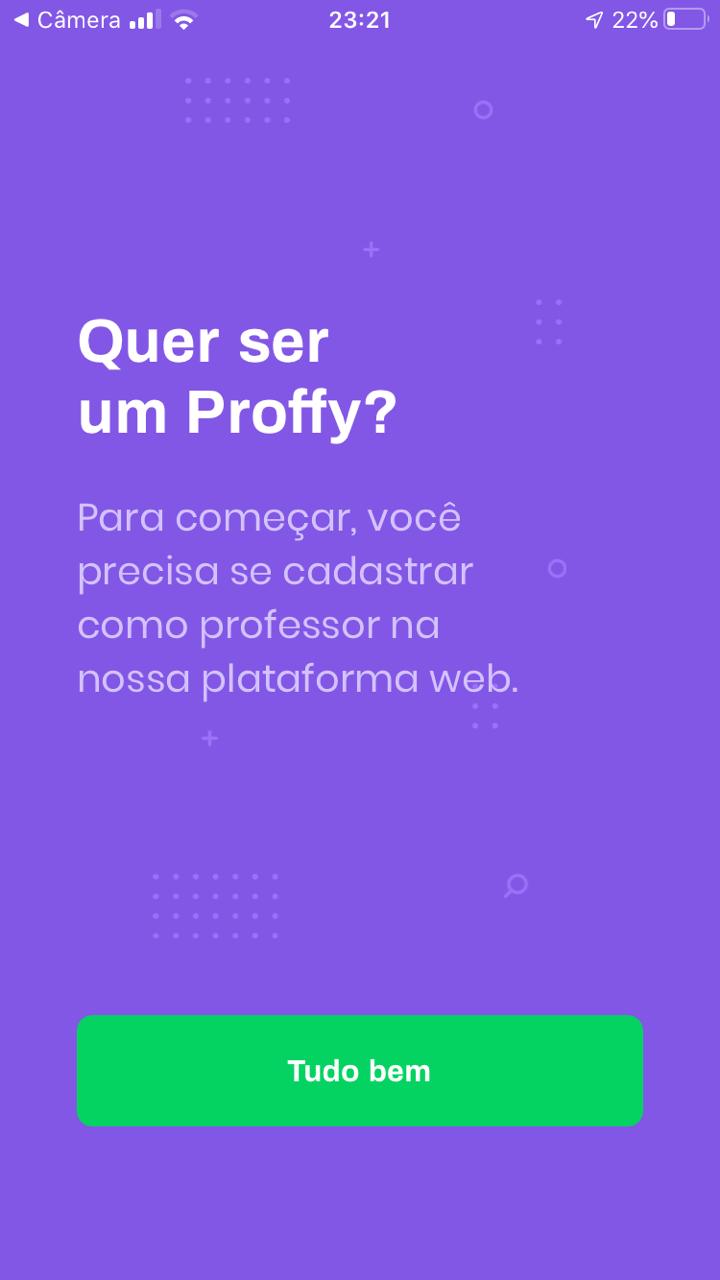 Câmera 23:21 22%
Quer ser
um Proffy?
Para começar, você
precisa se cadastrar
como professor na
nossa plataforma web.
Tudo bem